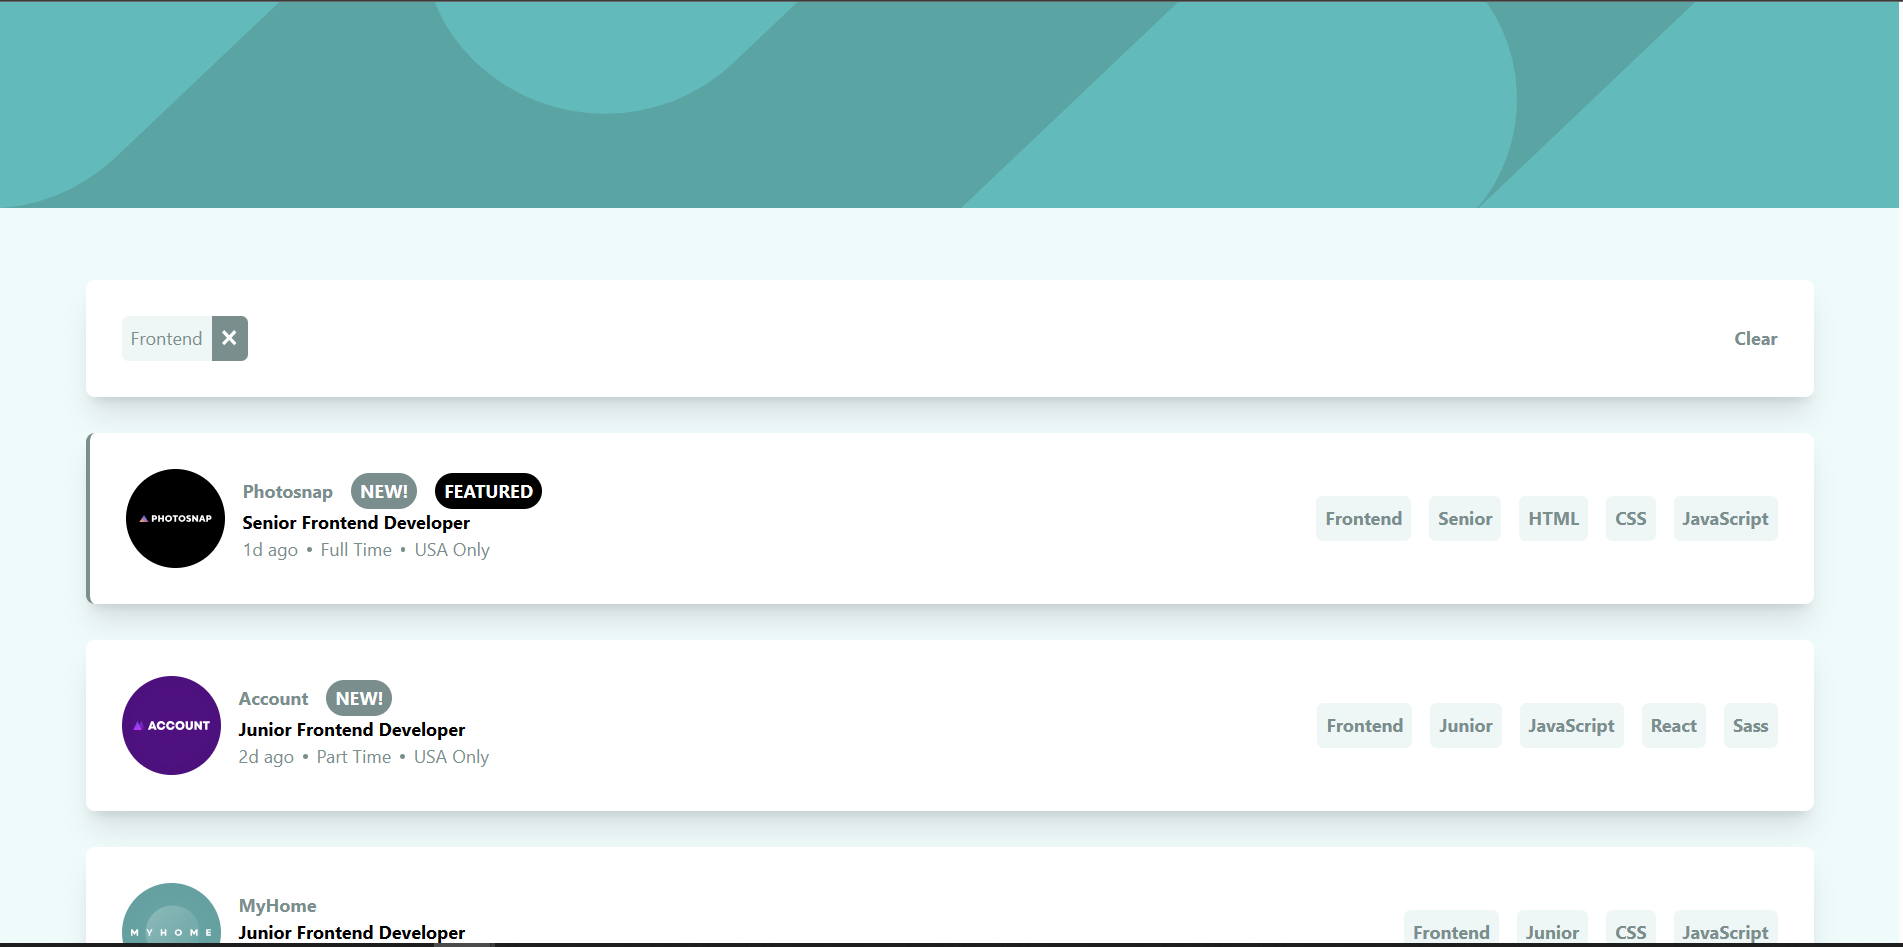 Frontend ×
Clear
PHOTOSNAP
Photosnap NEW! FEATURED
Senior Frontend Developer
1d ago • Full Time • USA Only
Frontend Senior HTML CSS JavaScript
ACCOUNT
Account NEW!
Junior Frontend Developer
2d ago • Part Time • USA Only
Frontend Junior JavaScript React Sass
MYHOME
MyHome
Junior Frontend Developer
Frontend Junior CSS JavaScript